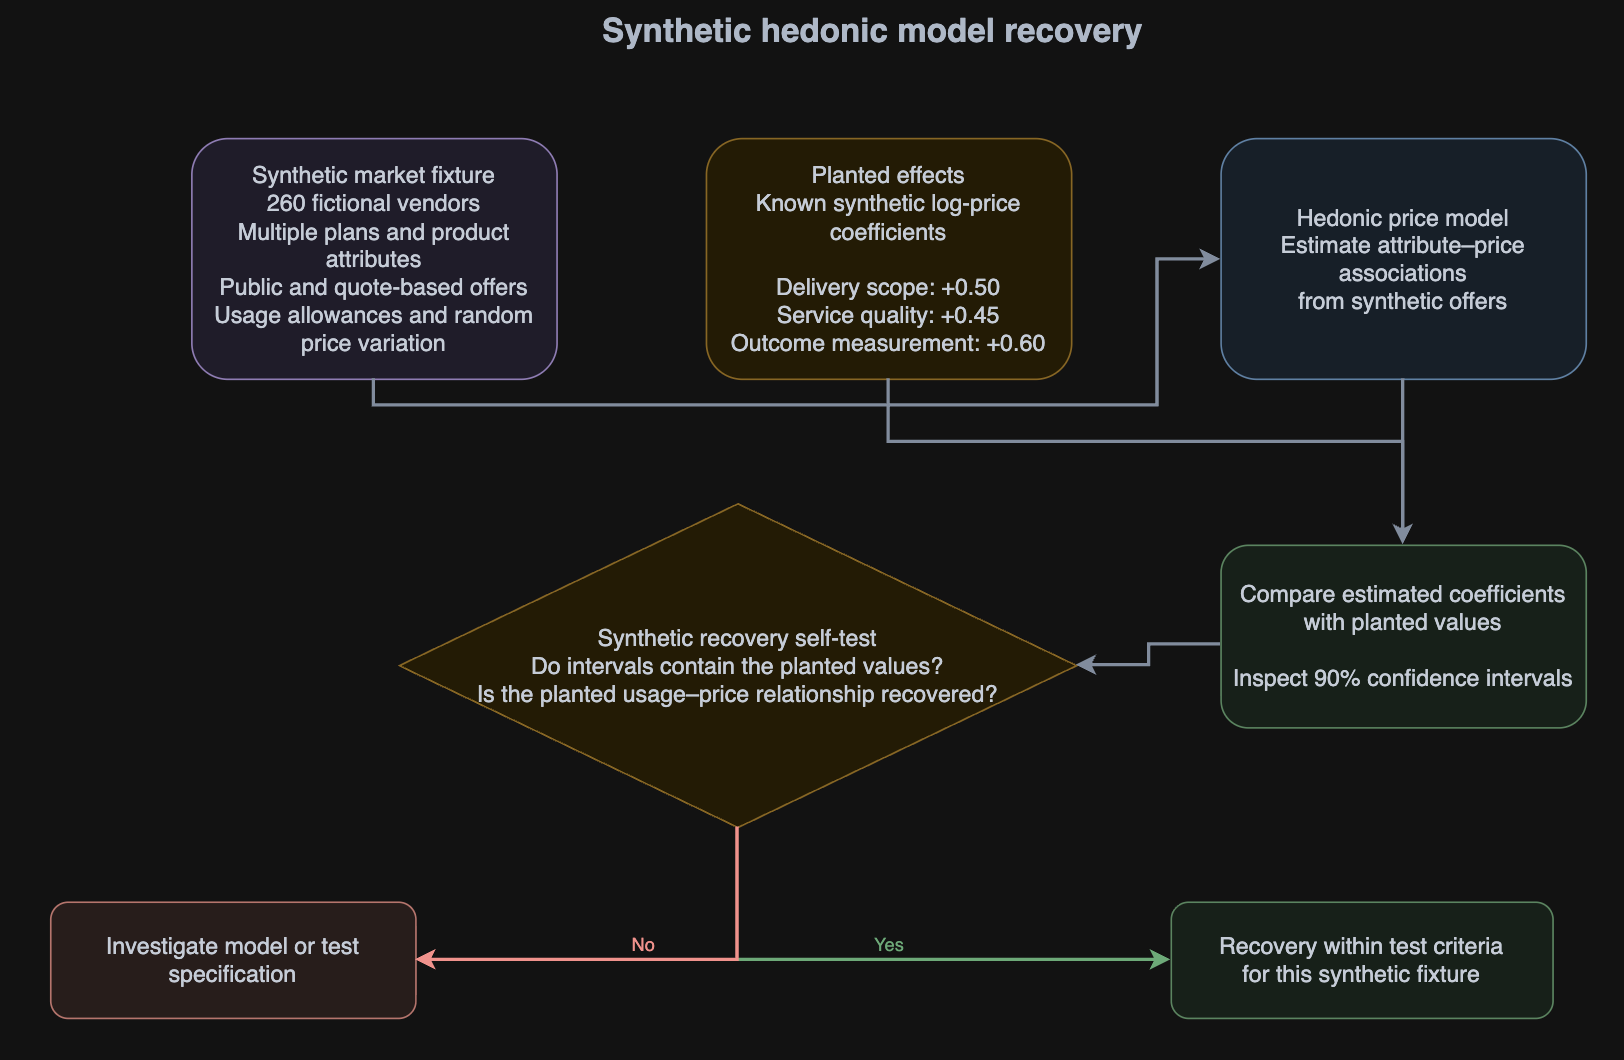 Synthetic hedonic model recovery
Synthetic market fixture
260 fictional vendors
Multiple plans and product
attributes
Public and quote-based offers
Usage allowances and random
price variation
Planted effects
Known synthetic log-price
coefficients
Delivery scope: +0.50
Service quality: +0.45
Outcome measurement: +0.60
Hedonic price model
Estimate attribute–price
associations
from synthetic offers
Compare estimated coefficients
with planted values
Inspect 90% confidence intervals
Synthetic recovery self-test
Do intervals contain the planted values?
Is the planted usage–price relationship recovered?
No
Yes
Investigate model or test
specification
Recovery within test criteria
for this synthetic fixture